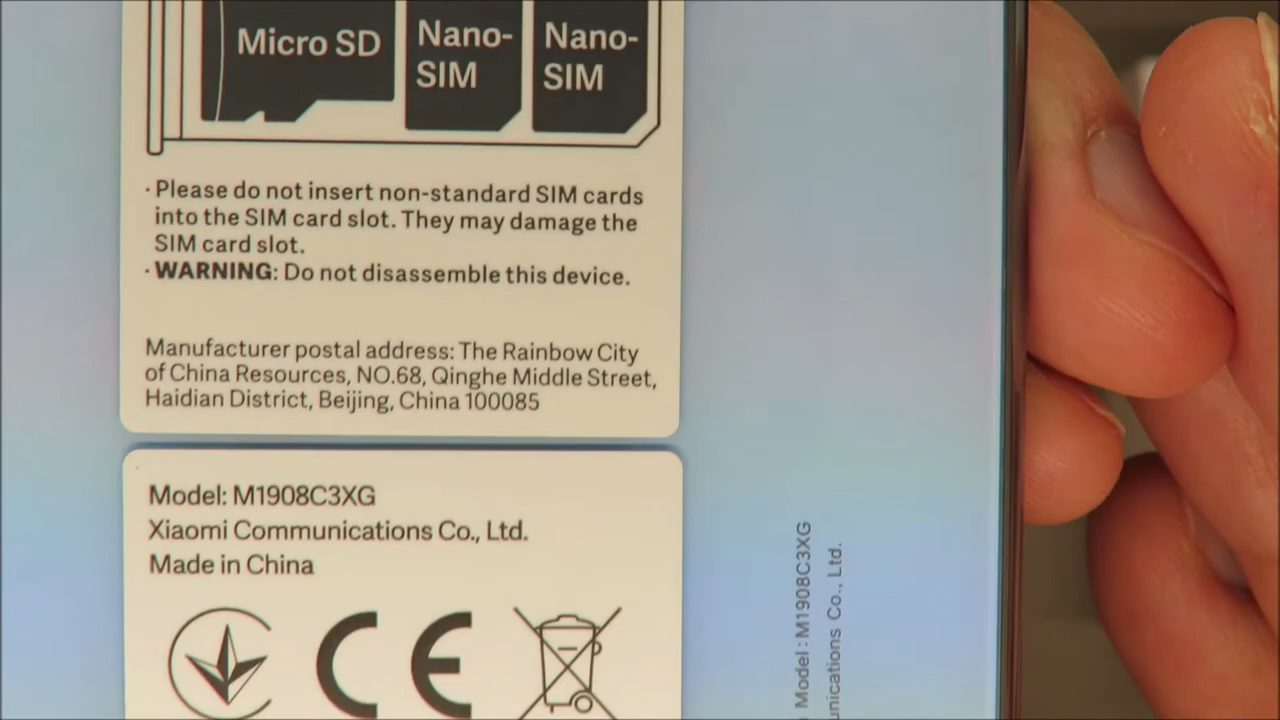 Micro SD
Nano-
SIM
Nano-
SIM
· Please do not insert non-standard SIM cards
into the SIM card slot. They may damage the
SIM card slot.
· WARNING: Do not disassemble this device.
Manufacturer postal address: The Rainbow City
of China Resources, NO.68, Qinghe Middle Street,
Haidian District, Beijing, China 100085
Model: M1908C3XG
Xiaomi Communications Co., Ltd.
Made in China
CE
Model : M1908C3XG
unications Co., Ltd.